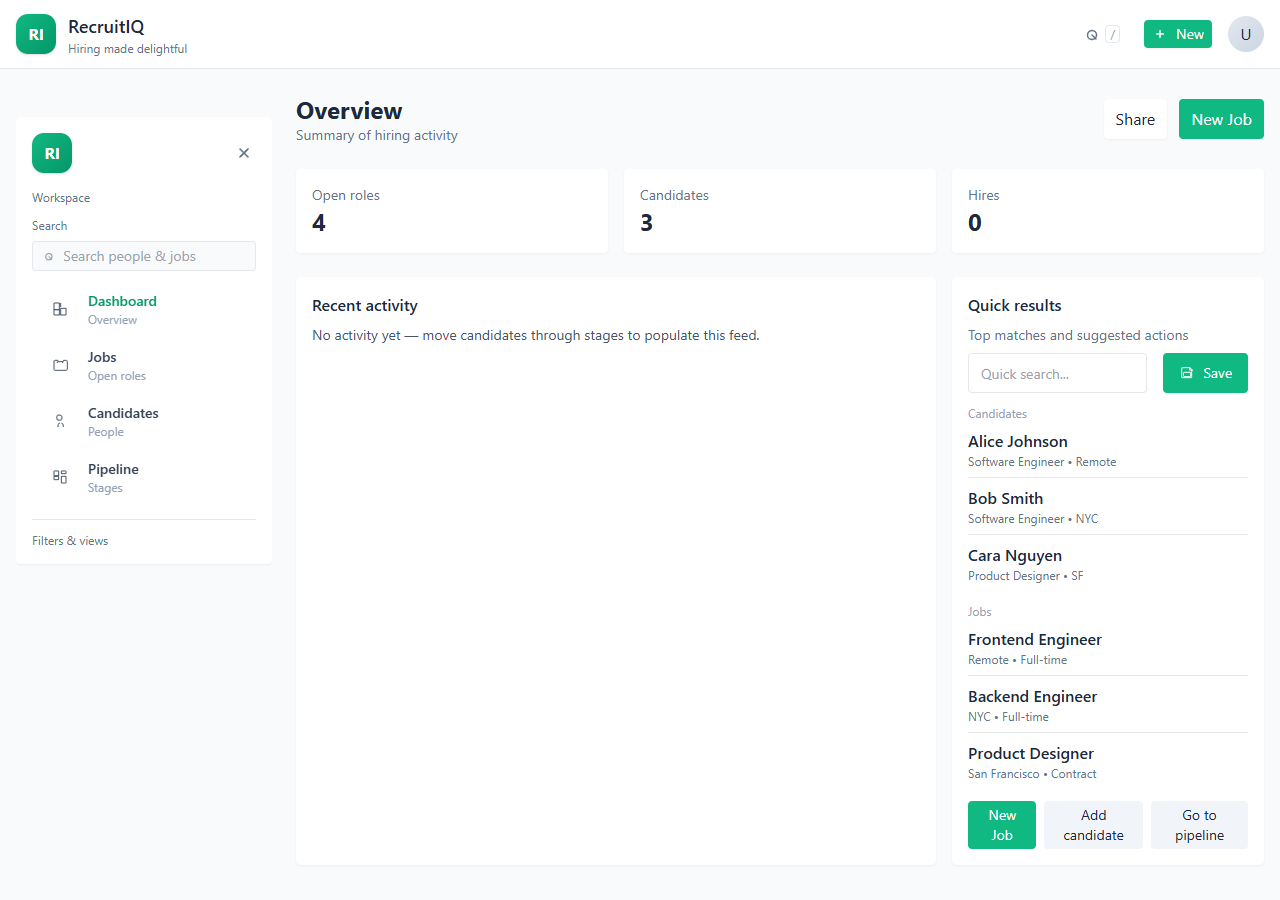 RI
RecruitIQ
Hiring made delightful
/
+ New
U
RI
Workspace
Search
Search people & jobs
Dashboard
Overview
Jobs
Open roles
Candidates
People
Pipeline
Stages
Filters & views
Overview
Summary of hiring activity
Share
New Job
Open roles
4
Candidates
3
Hires
0
Recent activity
No activity yet — move candidates through stages to populate this feed.
Quick results
Top matches and suggested actions
Quick search...
Save
Candidates
Alice Johnson
Software Engineer • Remote
Bob Smith
Software Engineer • NYC
Cara Nguyen
Product Designer • SF
Jobs
Frontend Engineer
Remote • Full-time
Backend Engineer
NYC • Full-time
Product Designer
San Francisco • Contract
New
Job
Add
candidate
Go to
pipeline